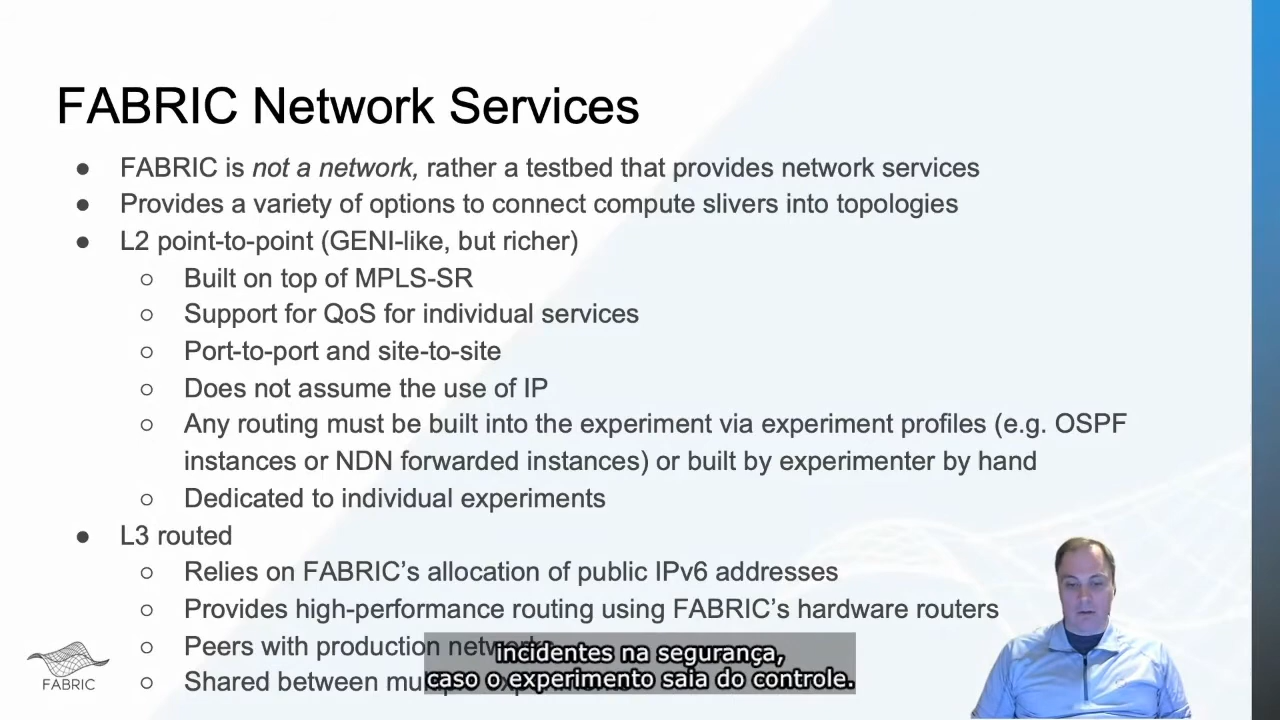 FABRIC Network Services
● FABRIC is not a network, rather a testbed that provides network services
● Provides a variety of options to connect compute slivers into topologies
● L2 point-to-point (GENI-like, but richer)
○ Built on top of MPLS-SR
○ Support for QoS for individual services
○ Port-to-port and site-to-site
○ Does not assume the use of IP
○ Any routing must be built into the experiment via experiment profiles (e.g. OSPF
instances or NDN forwarded instances) or built by experimenter by hand
○ Dedicated to individual experiments
● L3 routed
○ Relies on FABRIC's allocation of public IPv6 addresses
○ Provides high-performance routing using FABRIC's hardware routers
○ Peers with production
○ Shared between
incidentes na segurança,
caso o experimento saia do controle.
FABRIC